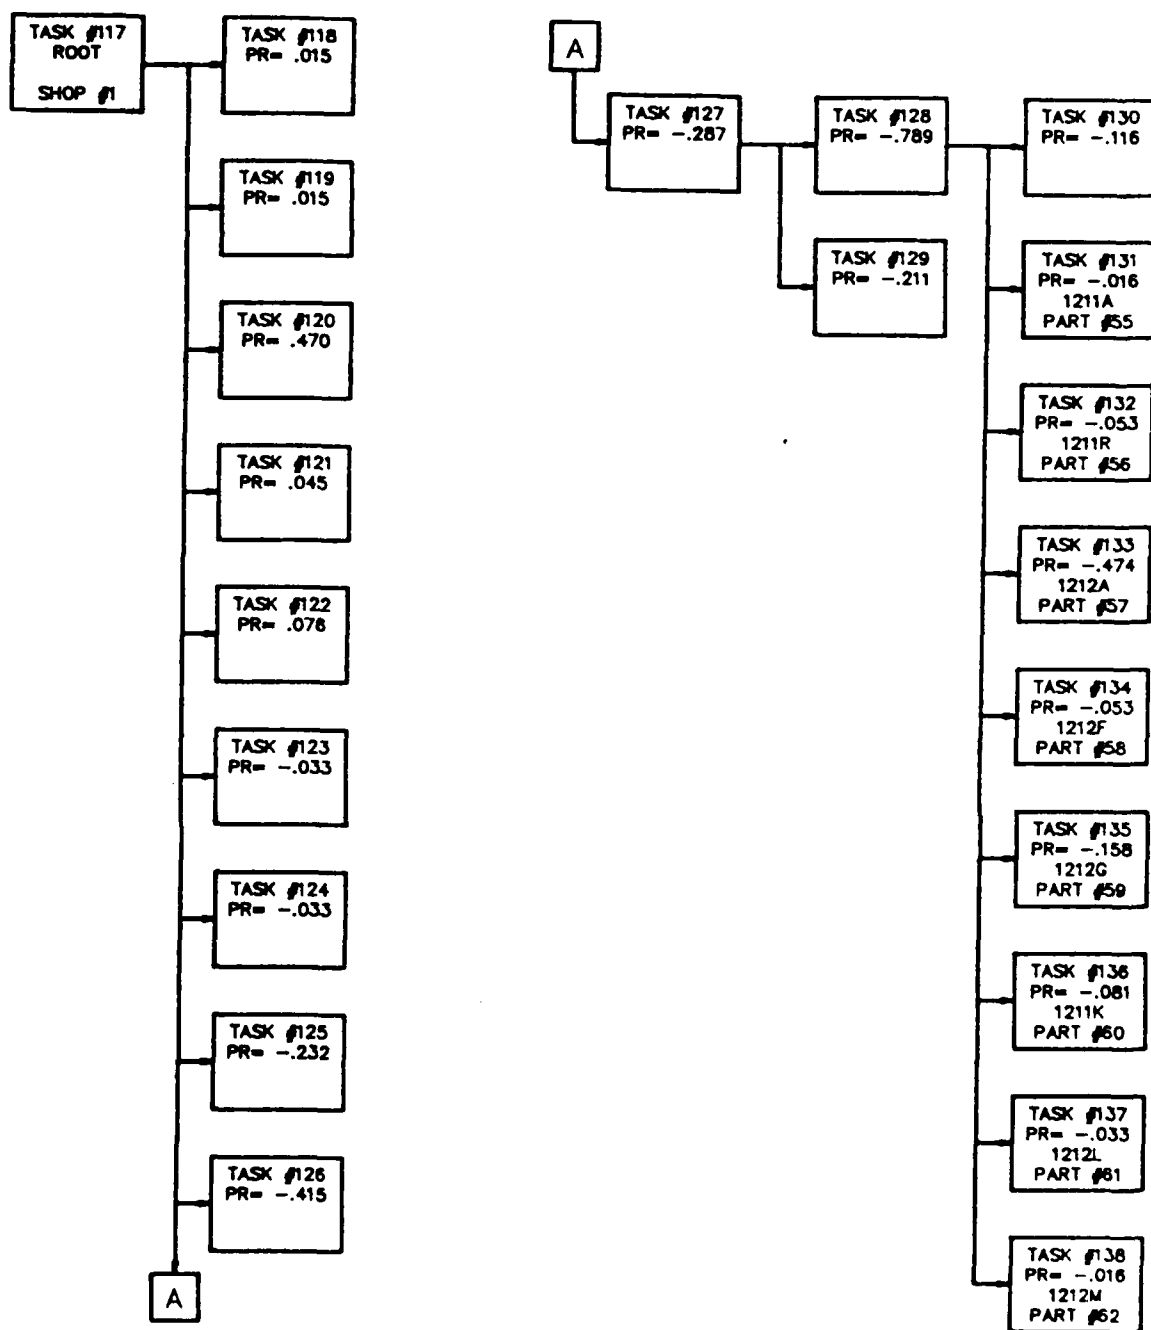 TASK #117
ROOT
SHOP #1
TASK #118
PR= .015
TASK #119
PR= .015
TASK #120
PR= .470
TASK #121
PR= .045
TASK #122
PR= .078
TASK #123
PR= -.033
TASK #124
PR= -.033
TASK #125
PR= -.232
TASK #126
PR= -.415
A
A
TASK #127
PR= -.287
TASK #128
PR= -.789
TASK #129
PR= -.211
TASK #130
PR= -.116
TASK #131
PR= -.016
1211A
PART #55
TASK #132
PR= -.053
1211R
PART #56
TASK #133
PR= -.474
1212A
PART #57
TASK #134
PR= -.053
1212F
PART #58
TASK #135
PR= -.158
1212G
PART #59
TASK #136
PR= -.081
1211K
PART #60
TASK #137
PR= -.033
1212L
PART #61
TASK #138
PR= -.016
1212M
PART #62